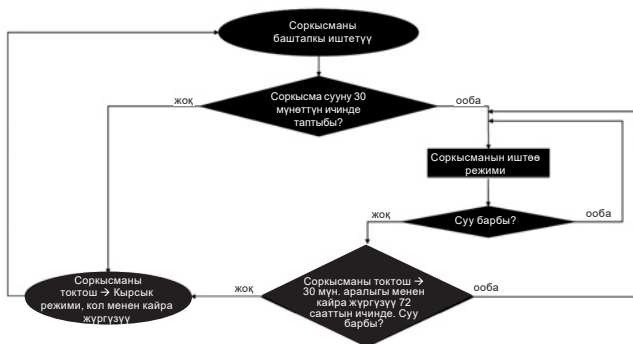 Соркысманы
баштапкы иштетүү
Соркысма сууну 30
мүнөттүн ичинде
таптыбы?
жоқ
ооба
Соркысманын иштөө
режими
Суу барбы?
жоқ
ооба
Соркысманы токтош →
30 мүн. аралыгы менен
кайра жүргүзүү 72
сааттын ичинде. Суу
барбы?
жоқ
ооба
Соркысманы
токтош → Кырсык
режими, кол менен кайра
жүргүзүү